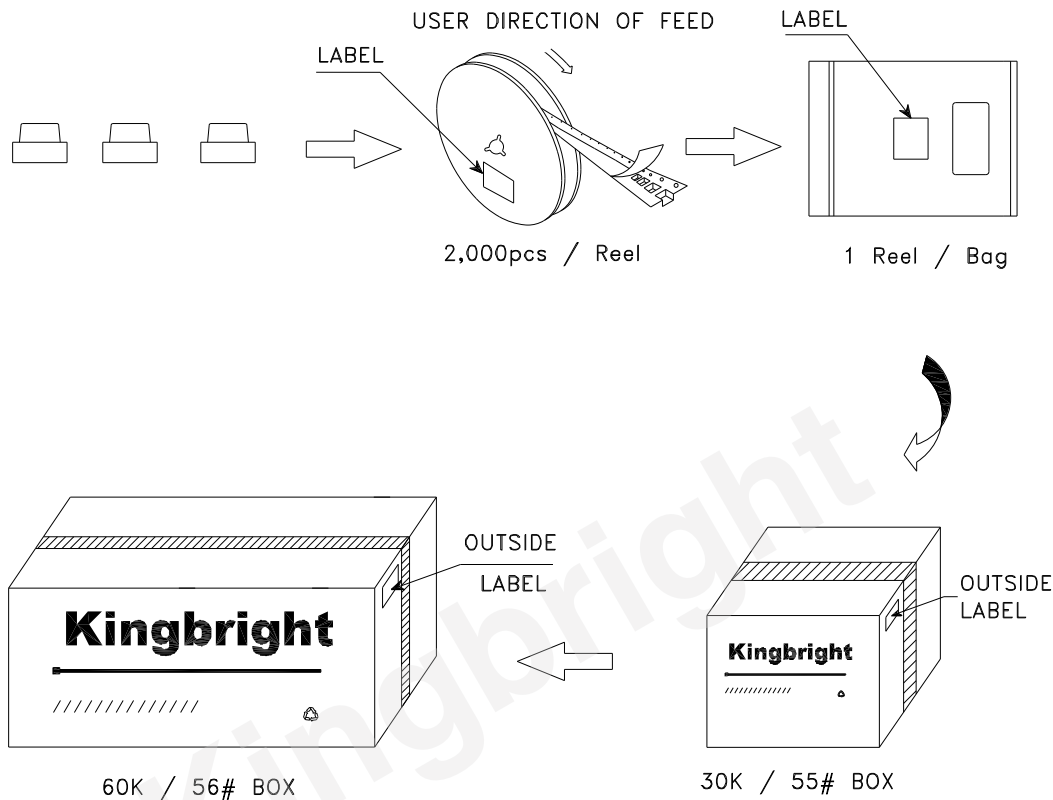 USER DIRECTION OF FEED
LABEL
LABEL
2,000pcs / Reel
1 Reel / Bag
OUTSIDE
LABEL
Kingbright
60K / 56# BOX
OUTSIDE
LABEL
Kingbright
30K / 55# BOX
Kingbright